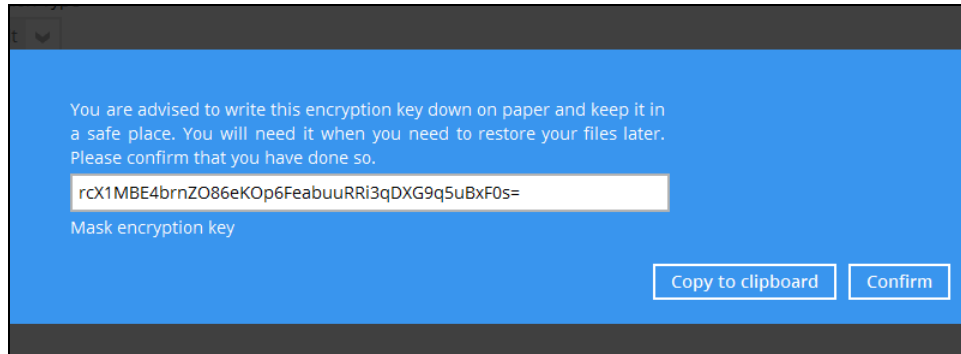 You are advised to write this encryption key down on paper and keep it in
a safe place. You will need it when you need to restore your files later.
Please confirm that you have done so.
rcX1MBE4brnZO86eKOp6FeabuuRRi3qDXG9q5uBxF0s=
Mask encryption key
Copy to clipboard Confirm